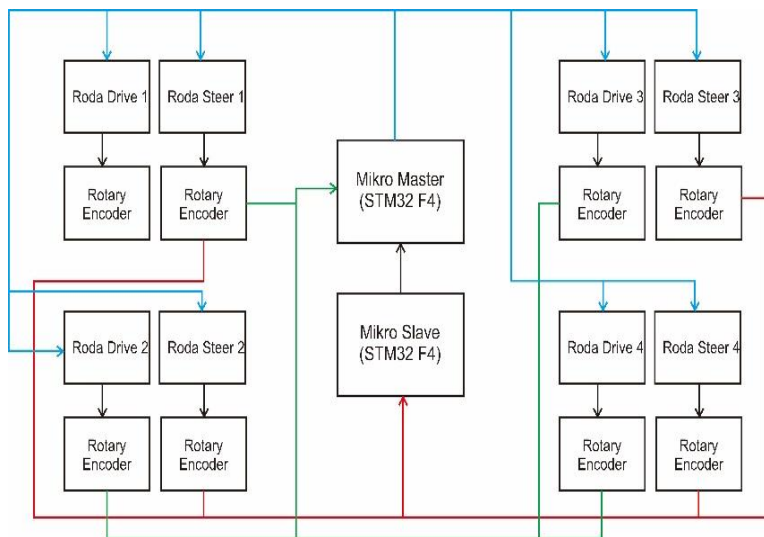 Roda Drive 1
Roda Steer 1
Roda Drive 3
Roda Steer 3
Rotary
Encoder
Rotary
Encoder
Mikro Master
(STM32 F4)
Rotary
Encoder
Rotary
Encoder
Mikro Slave
(STM32 F4)
Roda Drive 2
Roda Steer 2
Roda Drive 4
Roda Steer 4
Rotary
Encoder
Rotary
Encoder
Rotary
Encoder
Rotary
Encoder